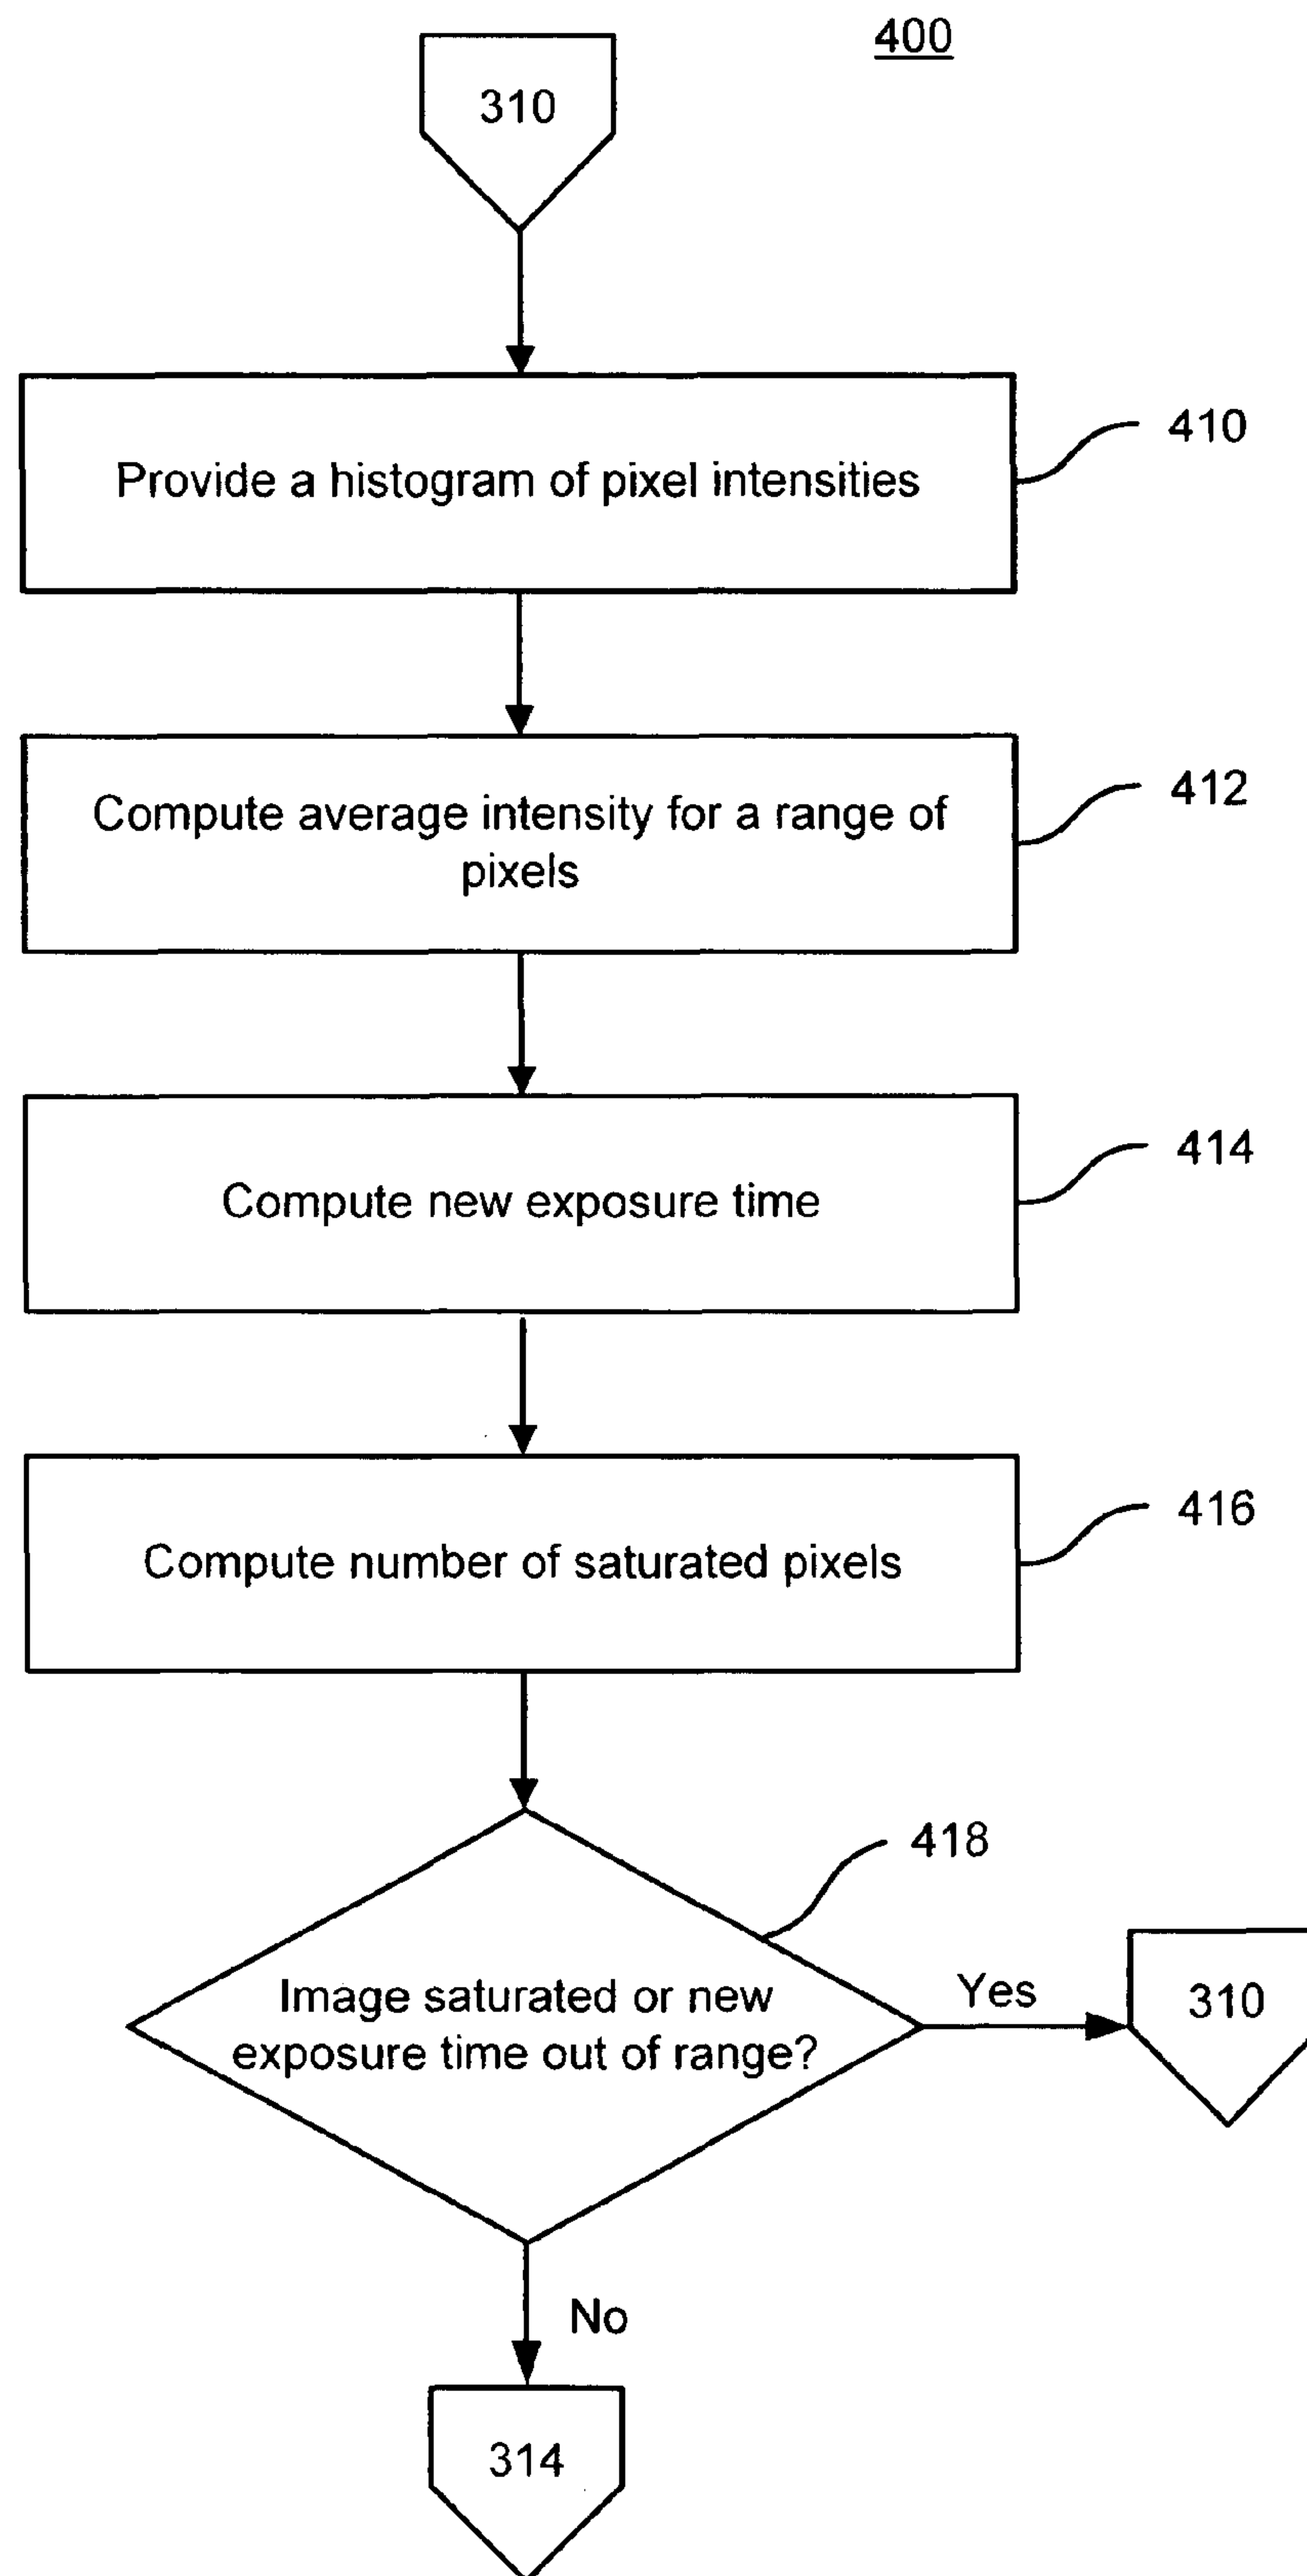 400
310
Provide a histogram of pixel intensities
410
Compute average intensity for a range of
pixels
412
Compute new exposure time
414
Compute number of saturated pixels
416
418
Image saturated or new
exposure time out of range?
Yes
310
No
314